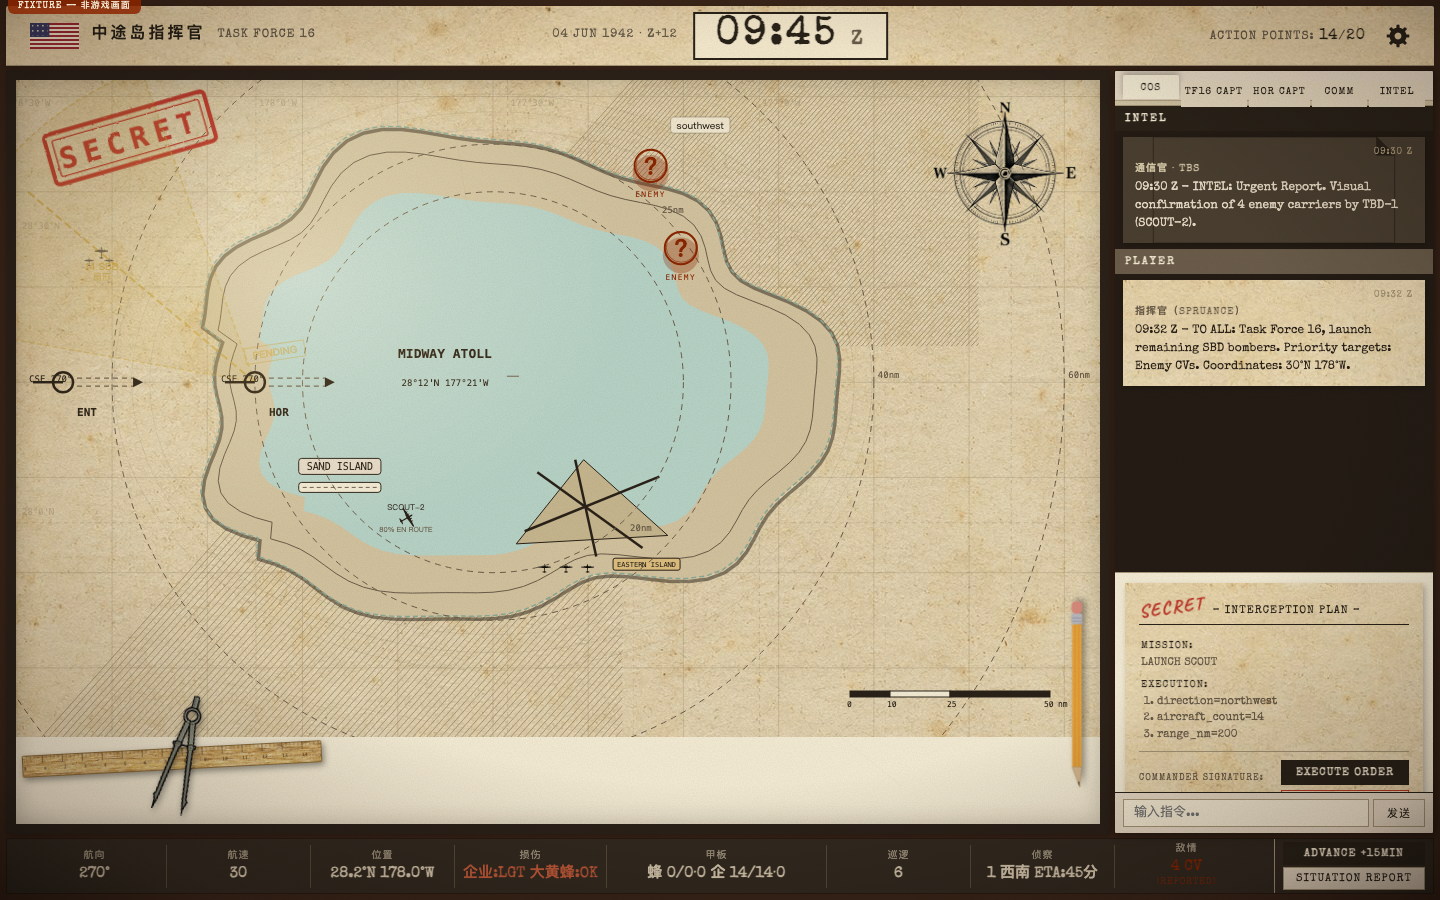 FIXTURE — 非游戏画面
中途岛指挥官
TASK FORCE 16
04 JUN 1942 · Z+12
09:45 Z
ACTION POINTS: 14/20
SECRET
southwest
?
ENEMY
25nm
?
ENEMY
N
W
E
S
PENDING
MIDWAY ATOLL
28°12'N 177°21'W
40nm
60nm
CSE 270°
ENT
CSE 270°
HOR
SAND ISLAND
SCOUT-2
80% EN ROUTE
20nm
EASTERN ISLAND
0 10 25 50 nm
COS
TF16 CAPT
HOR CAPT
COMM
INTEL
INTEL
09:30 Z
通信官 · TBS
09:30 Z - INTEL: Urgent Report. Visual
confirmation of 4 enemy carriers by TBD-1
(SCOUT-2).
PLAYER
09:32 Z
指挥官 (SPRUANCE)
09:32 Z - TO ALL: Task Force 16, launch
remaining SBD bombers. Priority targets:
Enemy CVs. Coordinates: 30°N 178°W.
SECRET - INTERCEPTION PLAN -
MISSION:
LAUNCH SCOUT
EXECUTION:
1. direction=northwest
2. aircraft_count=14
3. range_nm=200
COMMANDER SIGNATURE:
EXECUTE ORDER
输入指令...
发送
航向
270°
航速
30
位置
28.2°N 178.0°W
损伤
企业:LGT 大黄蜂:OK
甲板
蜂 0/0·0 企 14/14·0
巡逻
6
侦察
1 西南 ETA:45分
敌情
4 CV
ADVANCE +15MIN
SITUATION REPORT